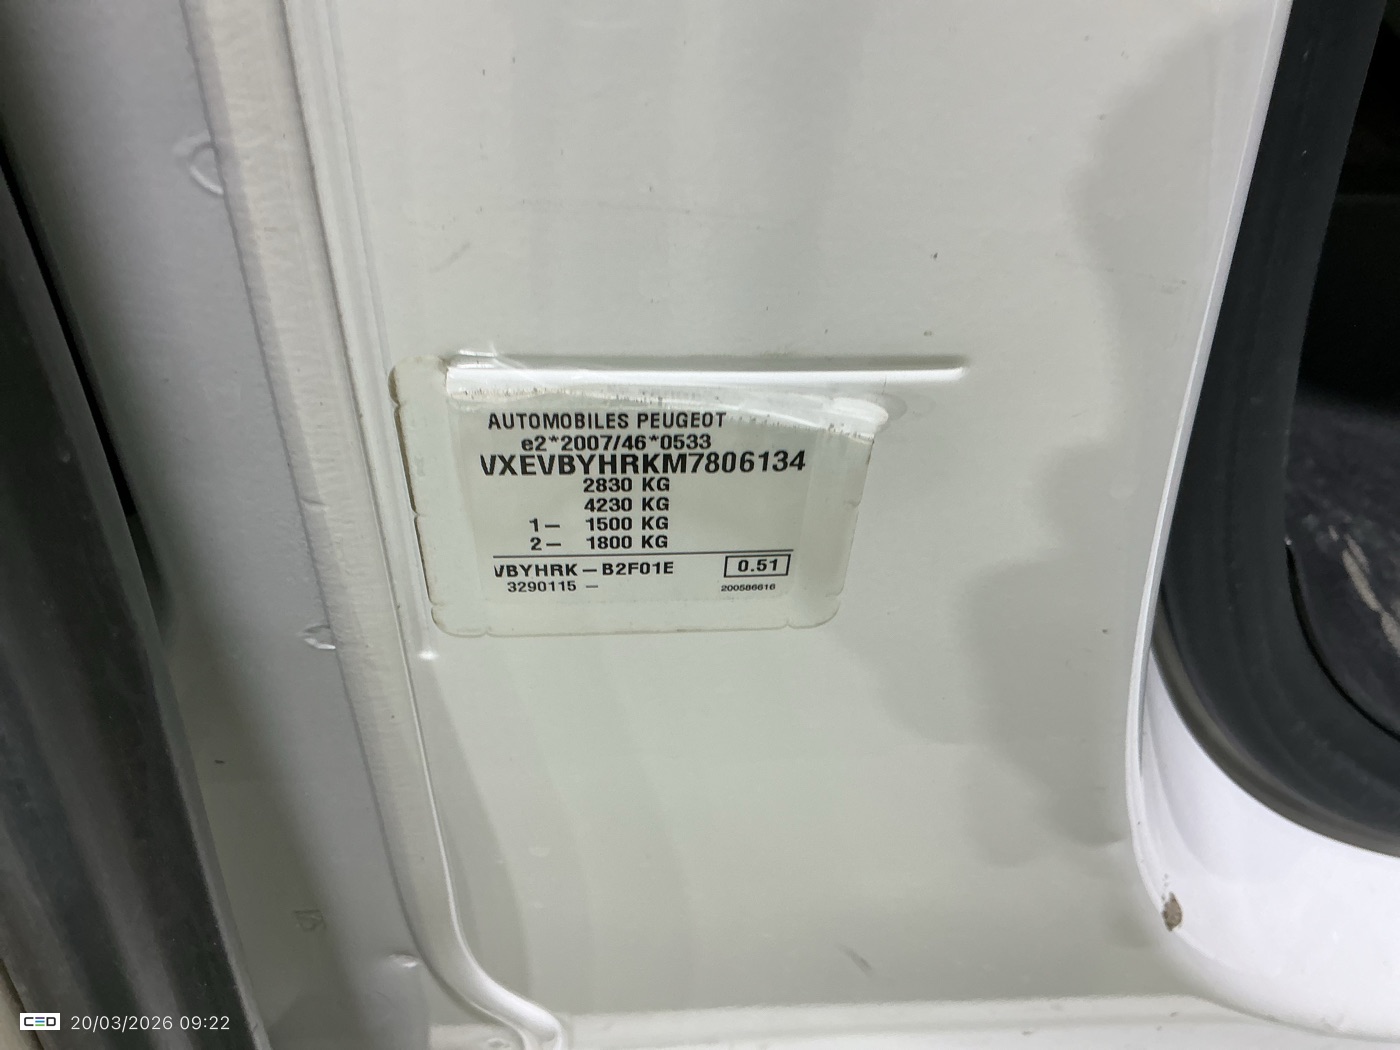 AUTOMOBILES PEUGEOT
e2*2007/46*0533
VXEVBYHRKM7806134
2830 KG
4230 KG
1– 1500 KG
2– 1800 KG
VBYHRK–B2F01E 0.51
3290115 – 200586616
CED 20/03/2026 09:22